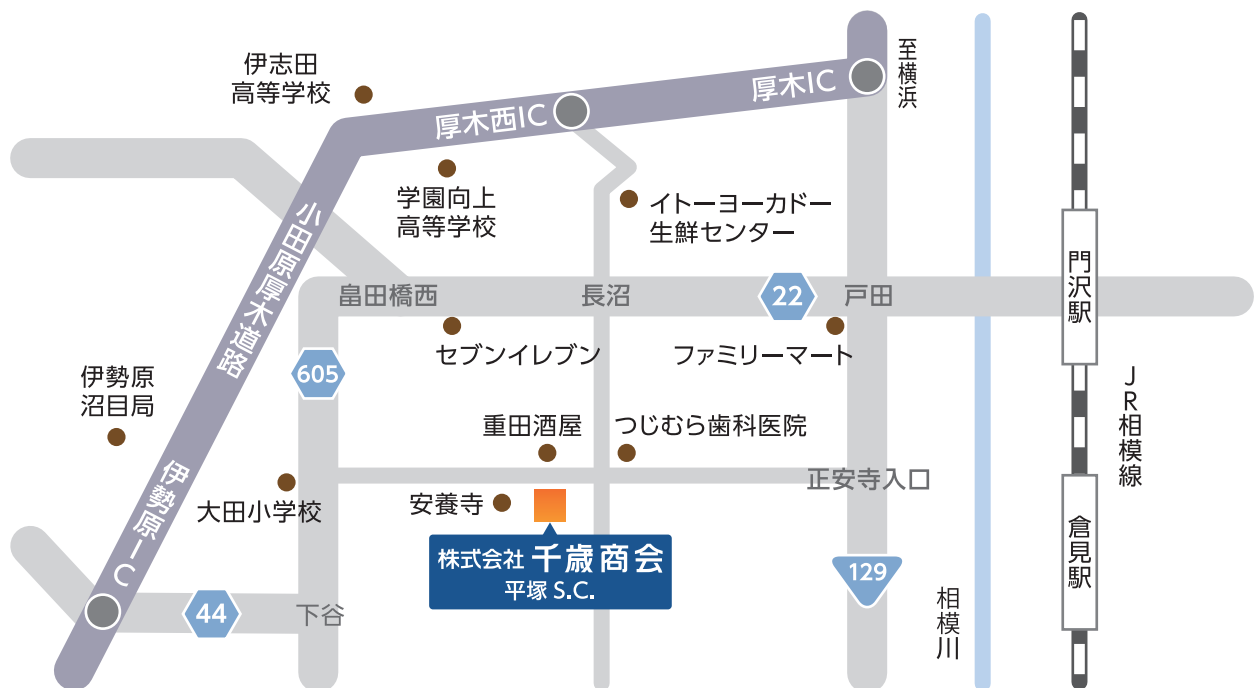 伊志田
高等学校
至横浜
厚木IC
厚木西IC
学園向上
高等学校
イトーヨーカドー
生鮮センター
小田原厚木道路
畠田橋西
長沼
22
戸田
門沢駅
セブンイレブン
ファミリーマート
605
伊勢原
沼目局
JR相模線
重田酒屋
つじむら歯科医院
伊勢原IC
大田小学校
安養寺
正安寺入口
倉見駅
株式会社 千歳商会
平塚 S.C.
129
相模川
44
下谷